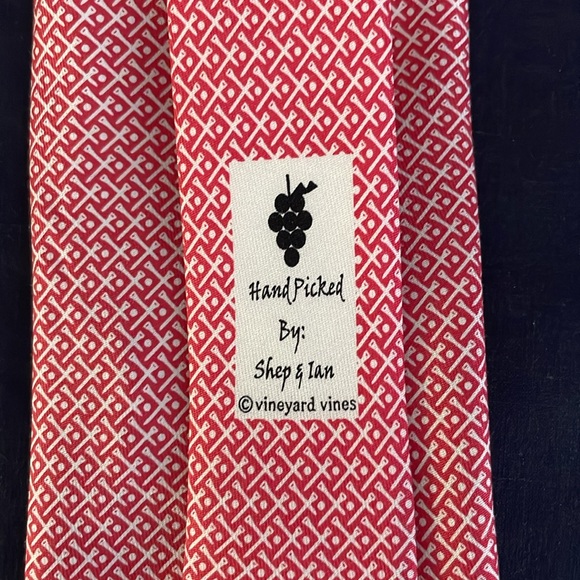 Hand Picked
By:
Shep & Ian
© vineyard vines